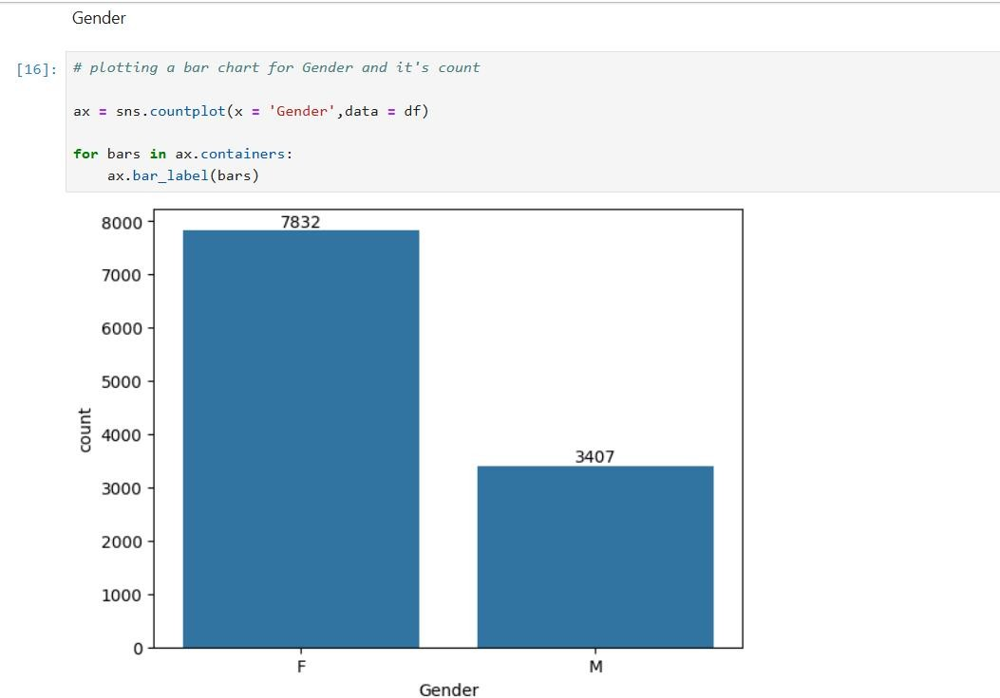 Gender
[16]: # plotting a bar chart for Gender and it's count
ax = sns.countplot(x = 'Gender',data = df)
for bars in ax.containers:
    ax.bar_label(bars)
8000
7000
6000
5000
4000
3000
2000
1000
0
count
7832
3407
F
M
Gender